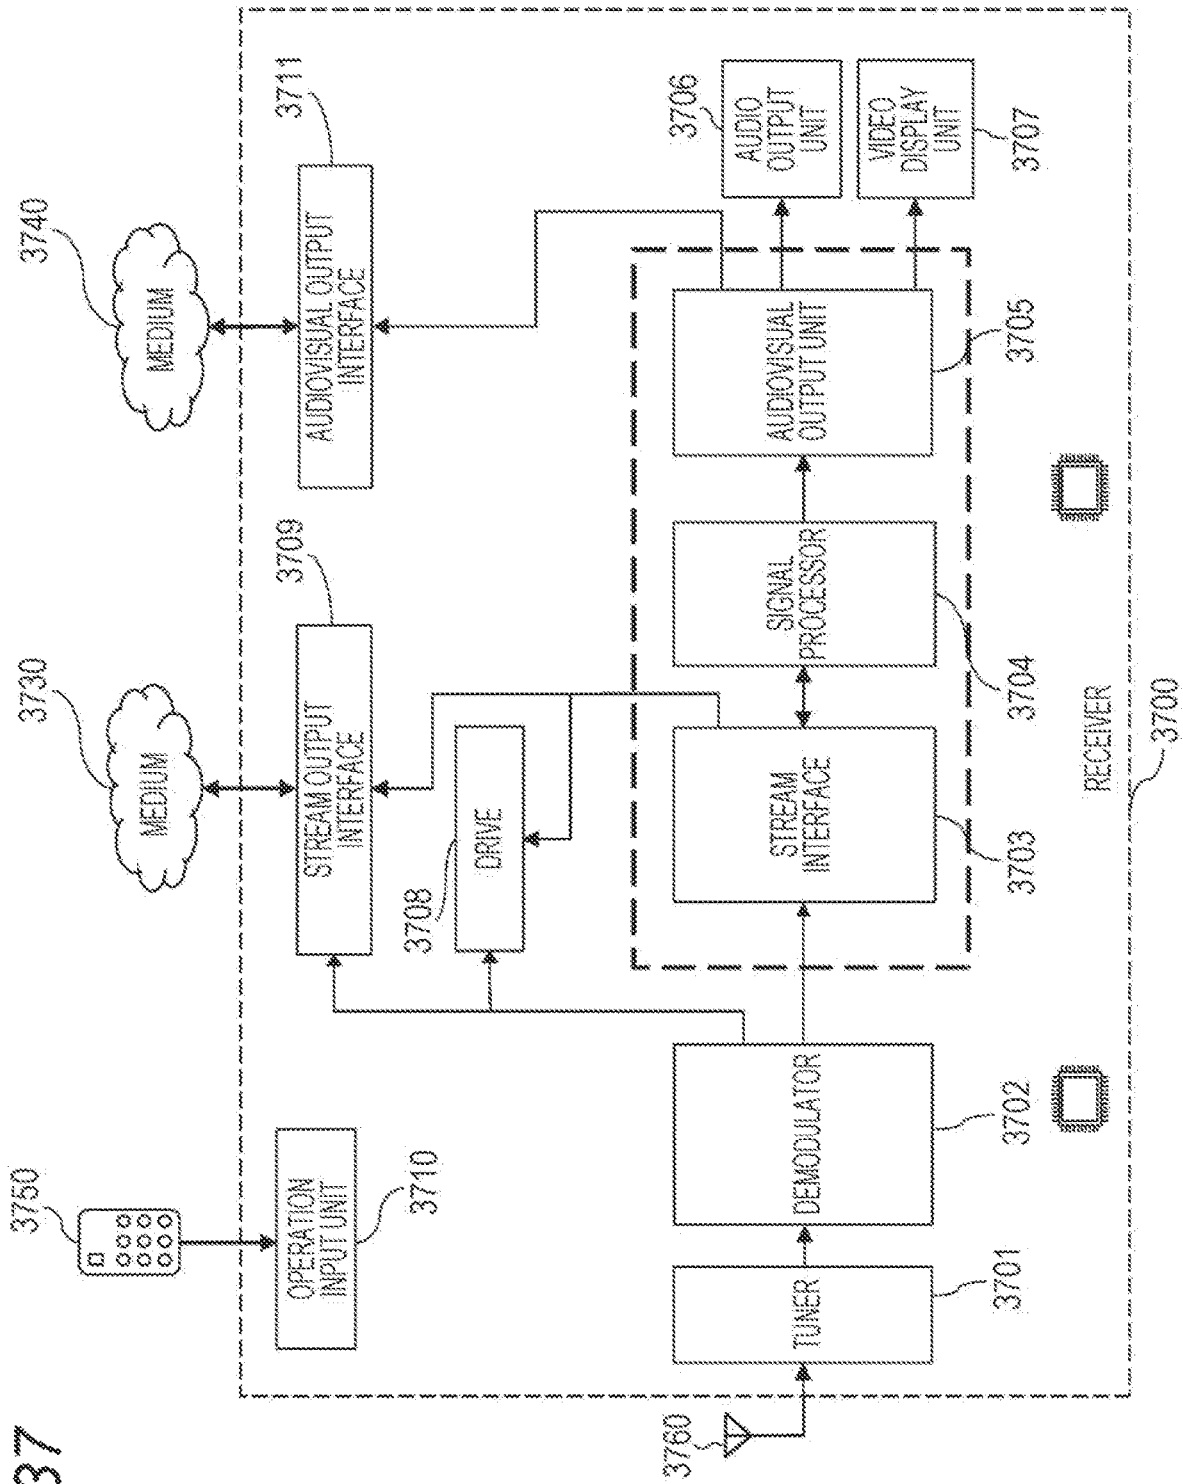 37
3750
3730
3740
MEDIUM
MEDIUM
3709
3711
OPERATION
INPUT UNIT
3710
STREAM OUTPUT
INTERFACE
AUDIOVISUAL OUTPUT
INTERFACE
3708
DRIVE
3706
AUDIO
OUTPUT
UNIT
VIDEO
DISPLAY
UNIT
3707
3760
TUNER
3701
DEMODULATOR
3702
STREAM
INTERFACE
3703
SIGNAL
PROCESSOR
3704
AUDIOVISUAL
OUTPUT UNIT
3705
RECEIVER
3700